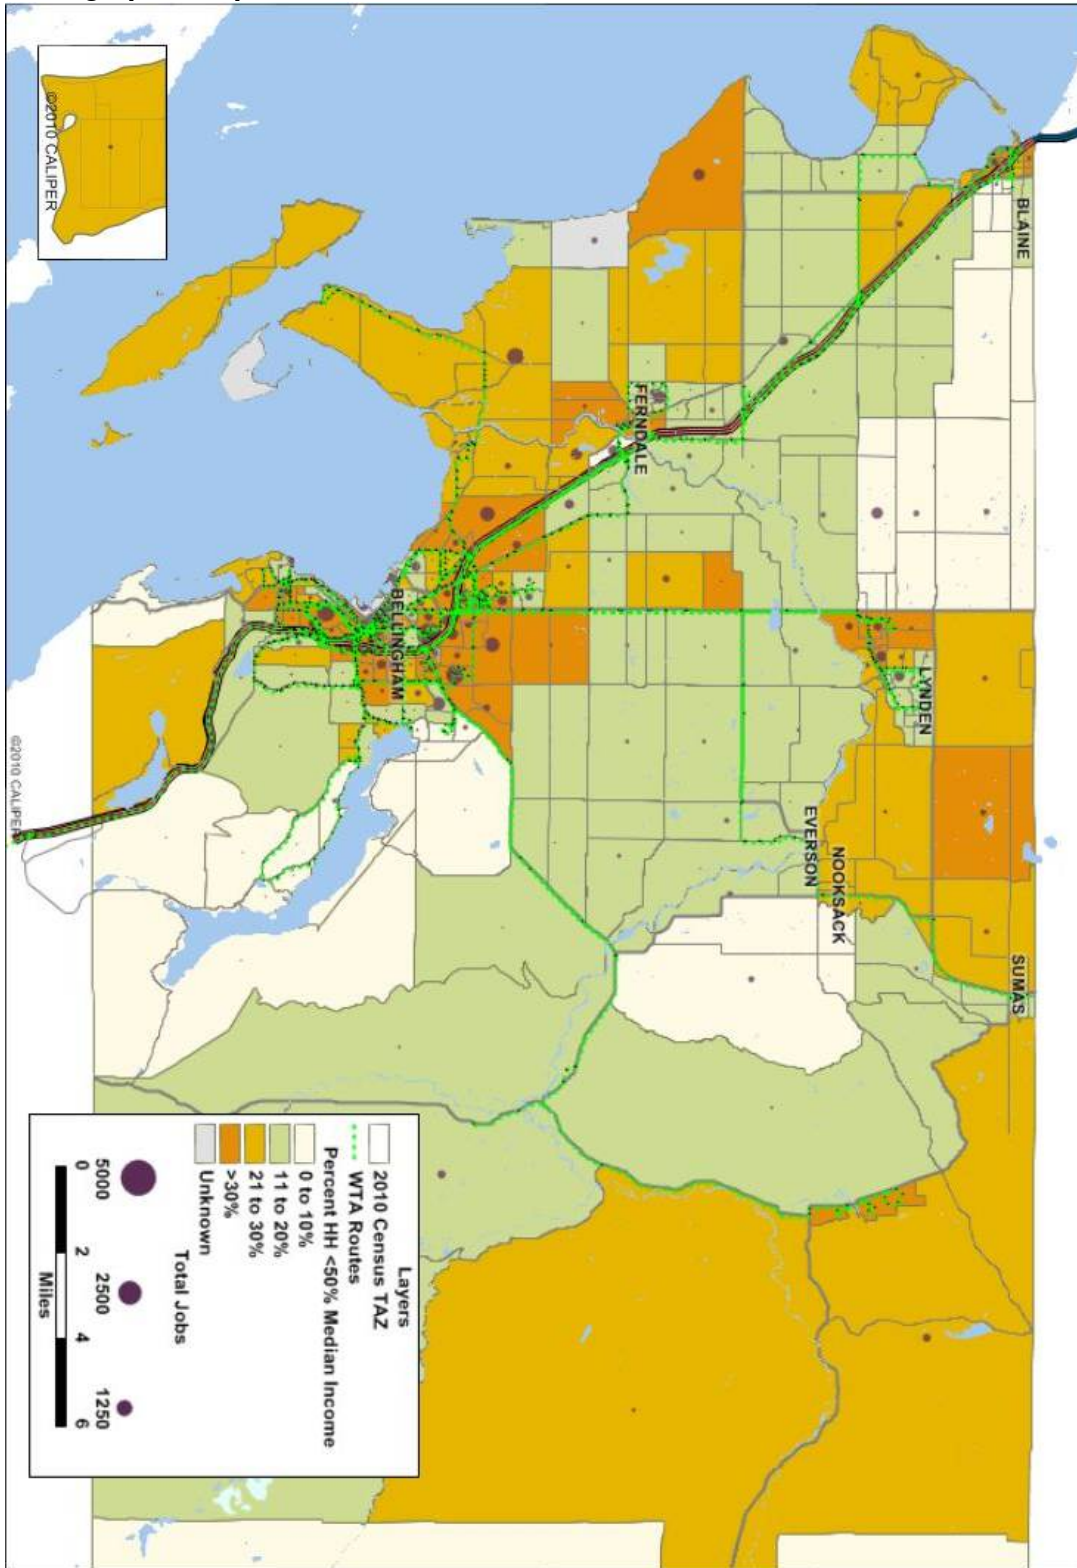 ©2010 CALIPER
BLAINE
FERNDALE
BELLINGHAM
LYNDEN
EVERSON
NOOKSACK
SUMAS
©2010 CALIPER
Layers
2010 Census TAZ
WTA Routes
Percent HH <50% Median Income
0 to 10%
11 to 20%
21 to 30%
>30%
Unknown
Total Jobs
5000 2500 1250
0 2 4 6
Miles